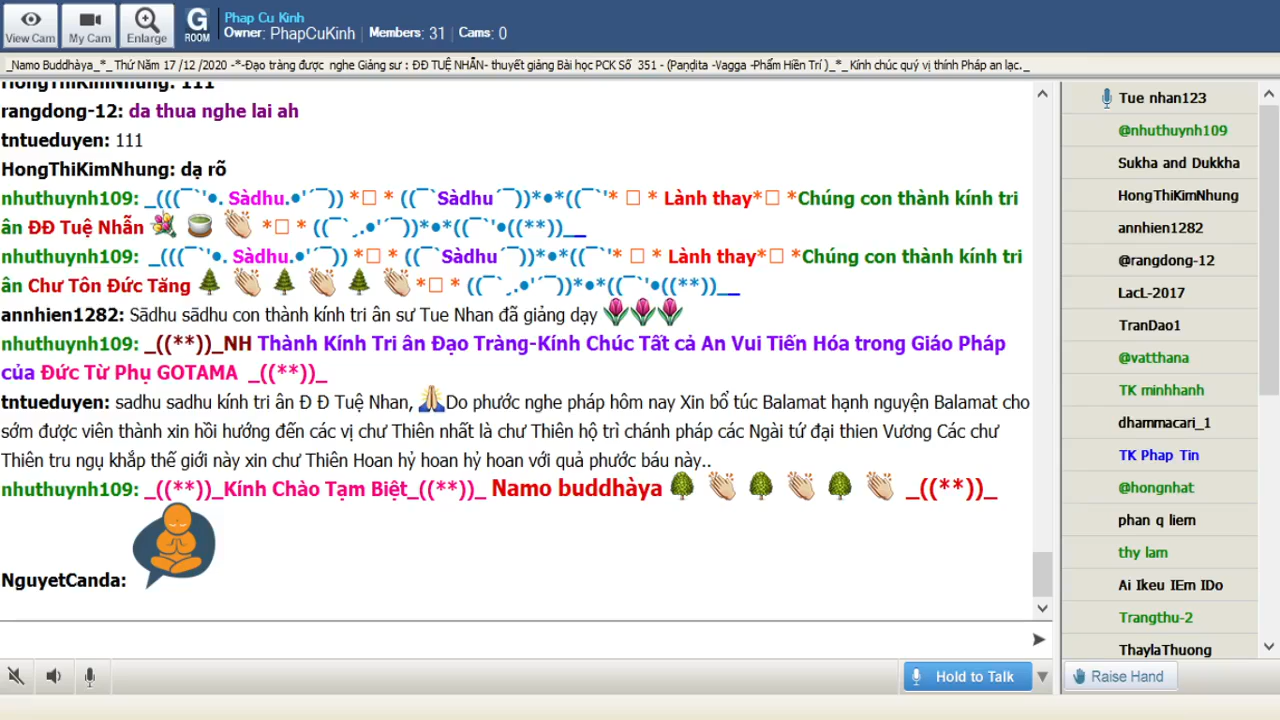 View Cam
My Cam
Enlarge
G
ROOM
Phap Cu Kinh
Owner: PhapCuKinh | Members: 31 | Cams: 0
_Namo Buddhàya_*_ Thứ Năm 17 /12 /2020 -*-Đạo tràng được nghe Giảng sư : ĐĐ TUỆ NHẪN- thuyết giảng Bài học PCK Số 351 - (Paṇḍita -Vagga -Phẩm Hiền Trí )_*_ Kính chúc quý vị thính Pháp an lạc._
HongThiKimNhung: 111
rangdong-12: da thua nghe lai ah
tntueduyen: 111
HongThiKimNhung: dạ rõ
nhuthuynh109: _(((¯`'•. Sàdhu.•'´¯)) *□ * ((¯`Sàdhu´¯))*•*((¯`'* □ * Lành thay*□ *Chúng con thành kính tri
ân ĐĐ Tuệ Nhẫn 💐 🍵 👏 *□ * ((¯`¸.•'´¯))*•*((¯`'•((**))_ _
nhuthuynh109: _(((¯`'•. Sàdhu.•'´¯)) *□ * ((¯`Sàdhu´¯))*•*((¯`'* □ * Lành thay*□ *Chúng con thành kính tri
ân Chư Tôn Đức Tăng 🌲 👏 🌲 👏 🌲 👏 *□ * ((¯`¸.•'´¯))*•*((¯`'•((**))_ _
annhien1282: Sādhu sādhu con thành kính tri ân sư Tue Nhan đã giảng dạy 🌷🌷🌷
nhuthuynh109: _((**))_NH Thành Kính Tri ân Đạo Tràng-Kính Chúc Tất cả An Vui Tiến Hóa trong Giáo Pháp
của Đức Từ Phụ GOTAMA _((**))_
tntueduyen: sadhu sadhu kính tri ân Đ Đ Tuệ Nhan, 🙏Do phước nghe pháp hôm nay Xin bổ túc Balamat hạnh nguyện Balamat cho
sớm được viên thành xin hồi hướng đến các vị chư Thiên nhất là chư Thiên hộ trì chánh pháp các Ngài tứ đại thien Vương Các chư
Thiên tru ngụ khắp thế giới này xin chư Thiên Hoan hỷ hoan hỷ hoan với quả phước báu này..
nhuthuynh109: _((**))_Kính Chào Tạm Biệt_((**))_ Namo buddhàya 🌳 👏 🌳 👏 🌳 👏 _((**))_
NguyetCanda:
Hold to Talk
Tue nhan123
@nhuthuynh109
Sukha and Dukkha
HongThiKimNhung
annhien1282
@rangdong-12
LacL-2017
TranDao1
@vatthana
TK minhhanh
dhammacari_1
TK Phap Tin
@hongnhat
phan q liem
thy lam
Ai Ikeu IEm IDo
Trangthu-2
ThaylaThuong
Raise Hand